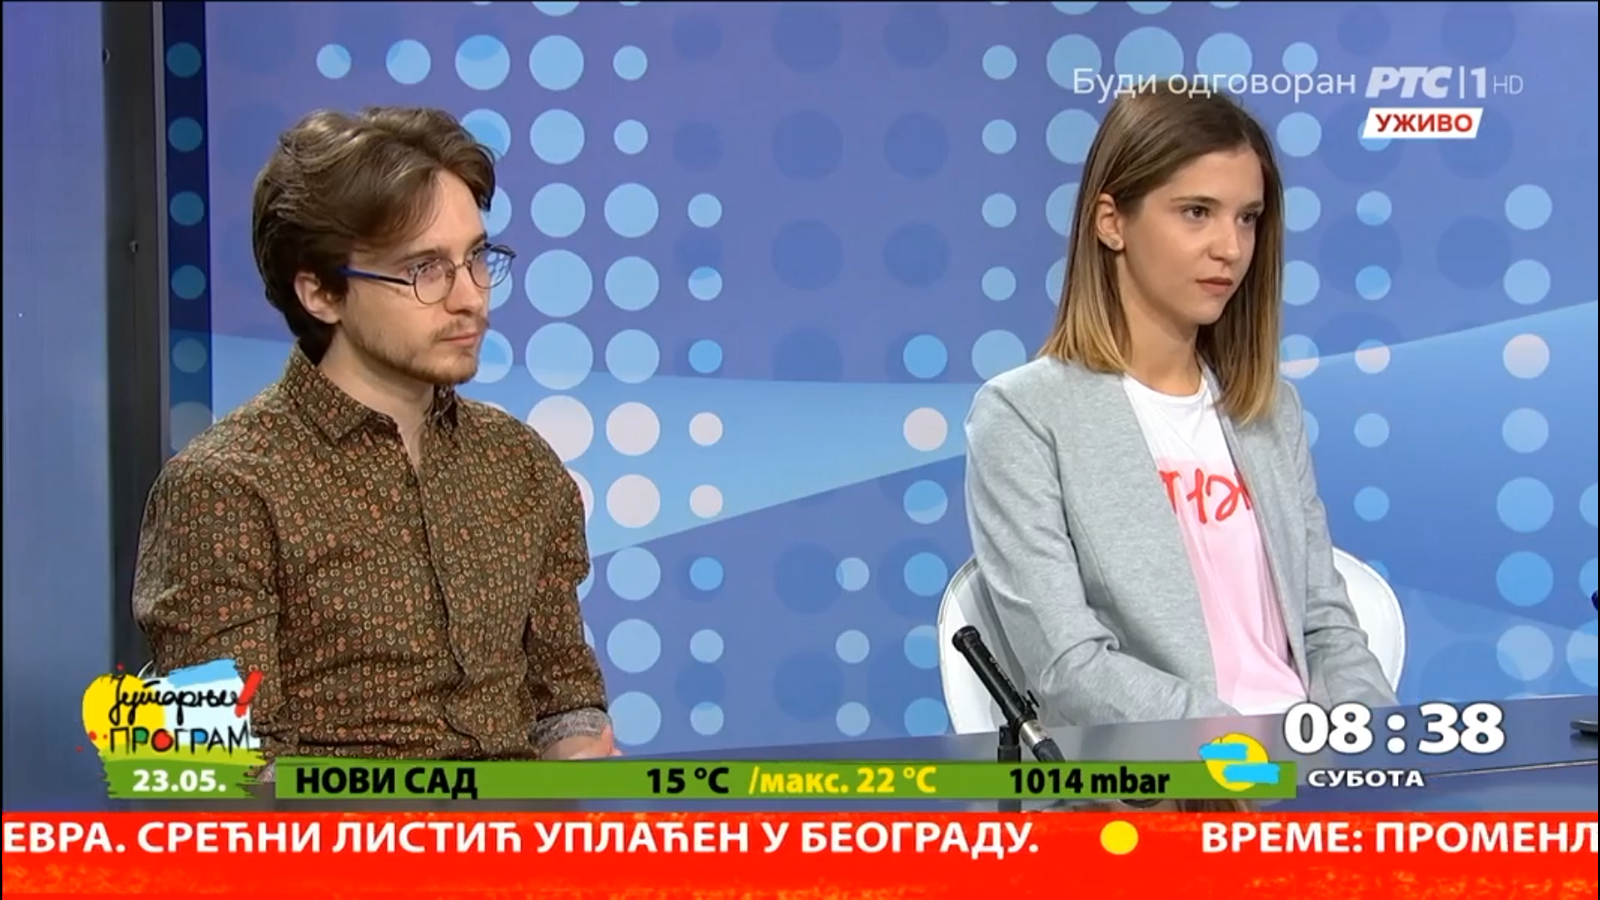 Буди одговоран РТС|1 HD
УЖИВО
Јутарњи!
ПРОГРАМ
08:38
23.05. НОВИ САД 15 °C /макс. 22 °C 1014 mbar
СУБОТА
ЕВРА. СРЕЋНИ ЛИСТИЋ УПЛАЋЕН У БЕОГРАДУ. ВРЕМЕ: ПРОМЕНЛ